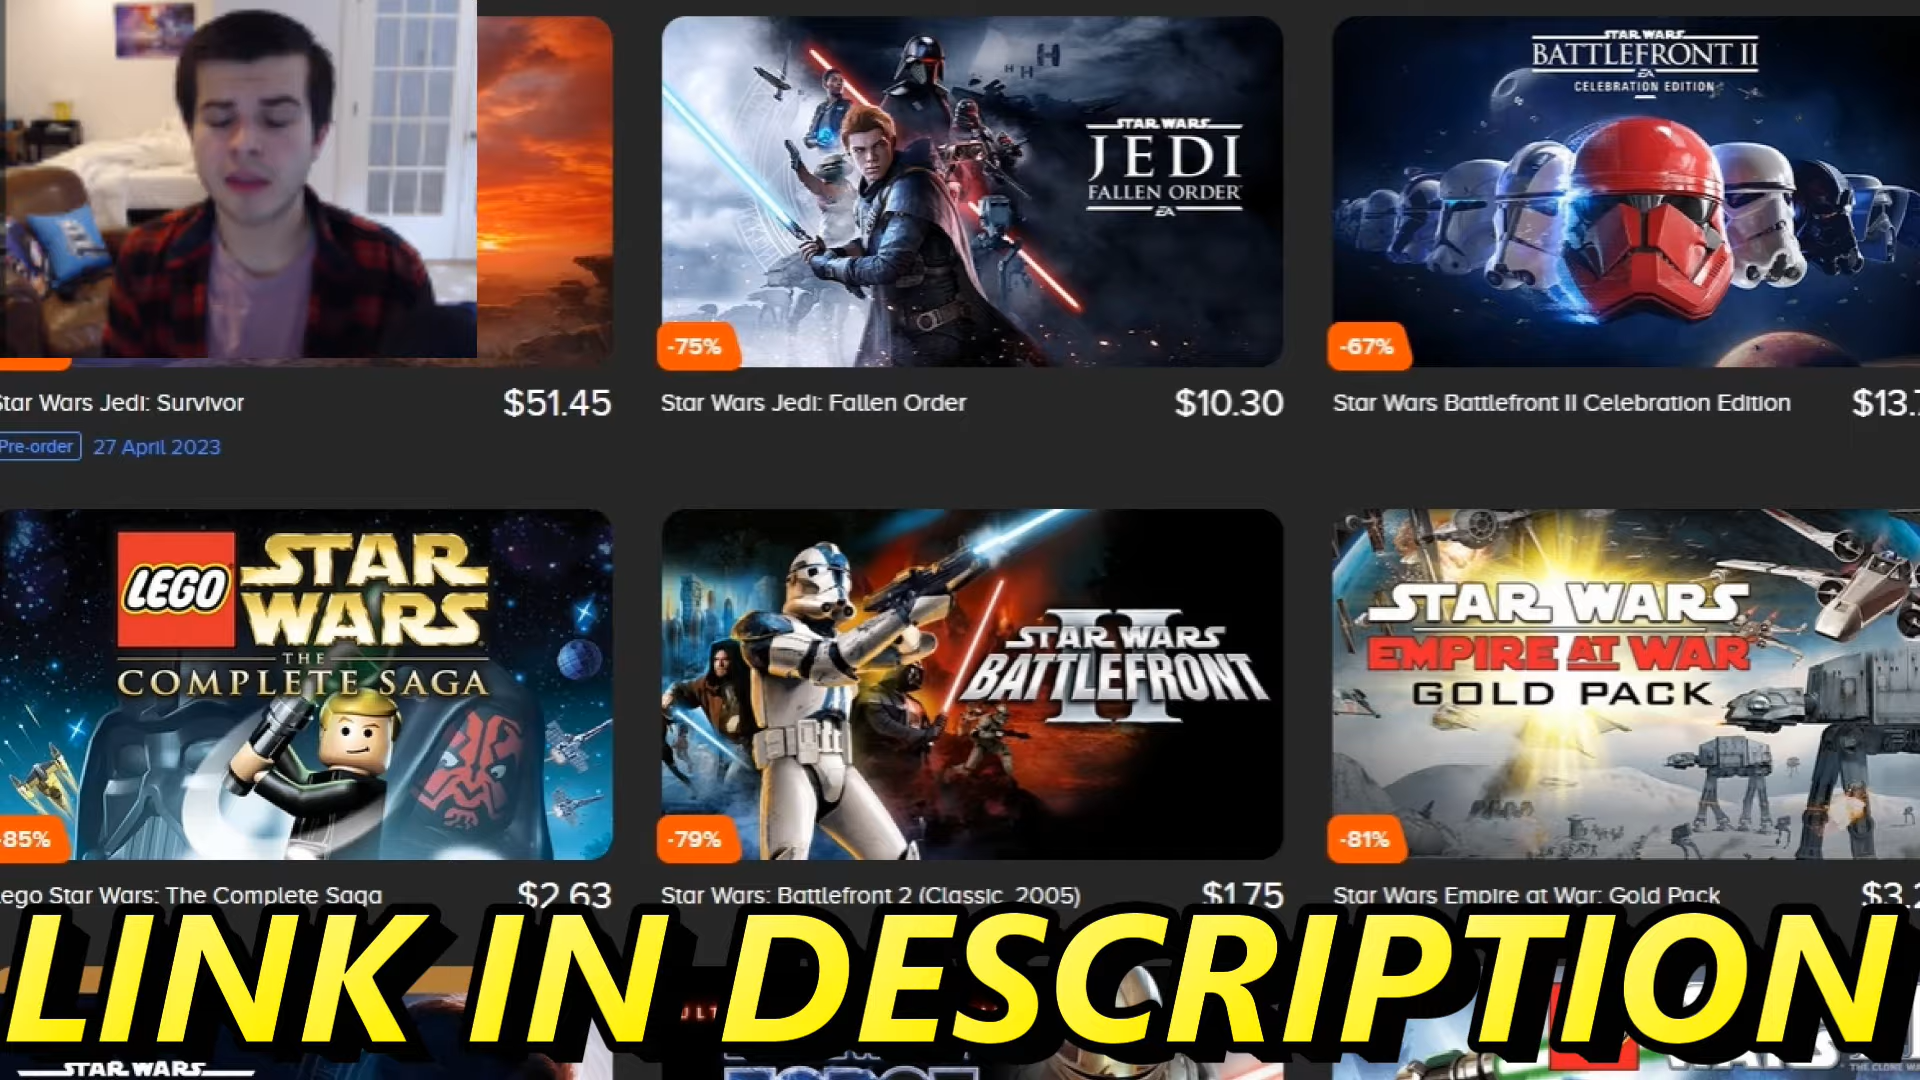 STAR WARS
JEDI
FALLEN ORDER
EA
STAR WARS
BATTLEFRONT II
EA
CELEBRATION EDITION
-75%
-67%
Star Wars Jedi: Survivor
$51.45
Star Wars Jedi: Fallen Order
$10.30
Star Wars Battlefront II Celebration Edition
$13.
Pre-order
27 April 2023
LEGO
STAR WARS
THE
COMPLETE SAGA
STAR WARS
BATTLEFRONT
II
STAR WARS
EMPIRE AT WAR
GOLD PACK
-85%
-79%
-81%
ego Star Wars: The Complete Saga
$2.63
Star Wars: Battlefront 2 (Classic, 2005)
$1.75
Star Wars Empire at War: Gold Pack
$3.2
LINK IN DESCRIPTION
STAR WARS